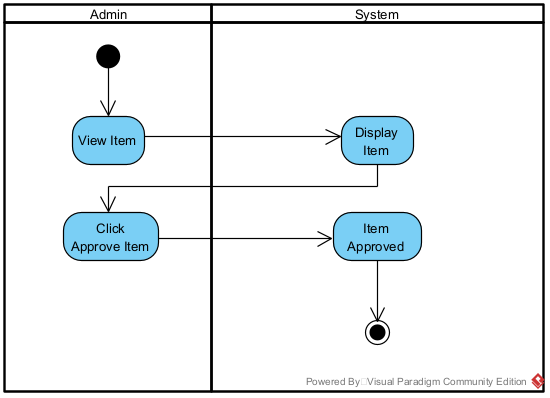 Admin
System
View Item
Display
Item
Click
Approve Item
Item
Approved
Powered By Visual Paradigm Community Edition